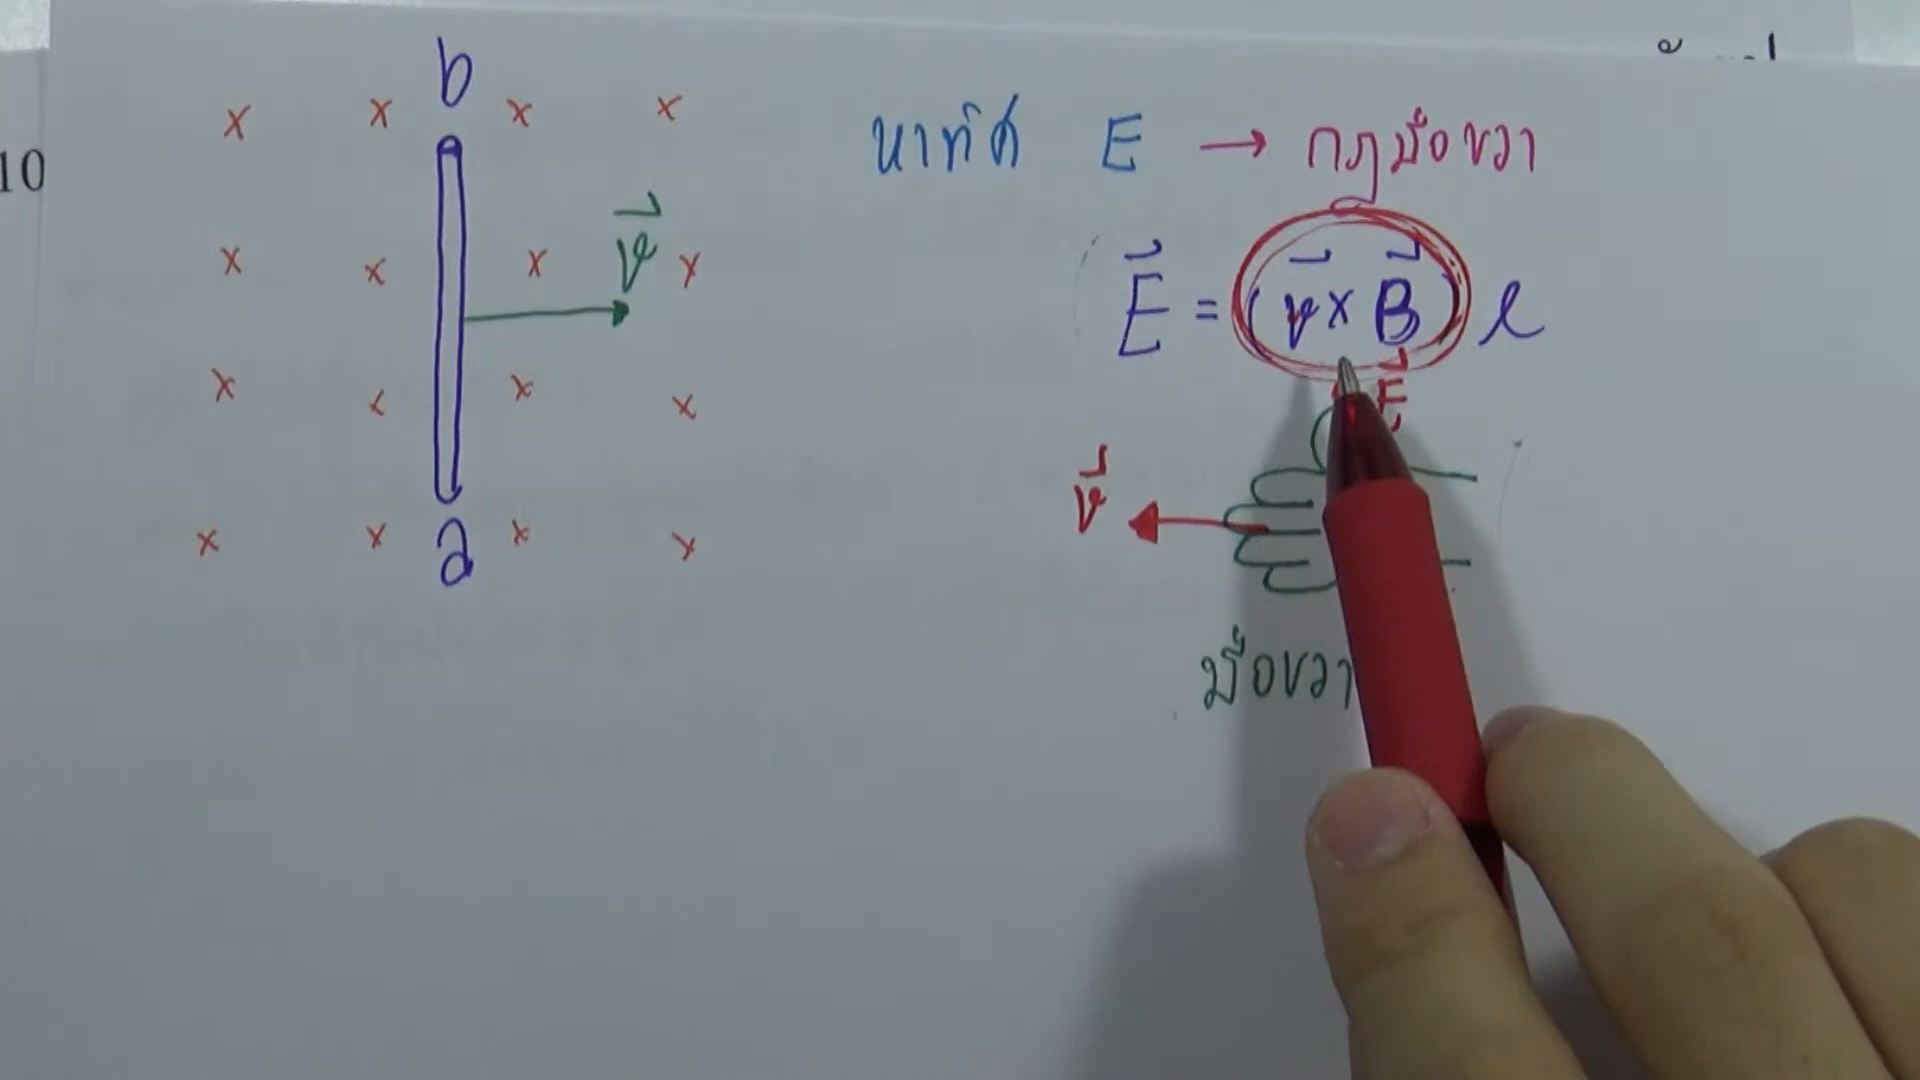 10
b
x x x x
หาทิศ E → กฎมือขวา
v
x x x x
E = (v x B) l
x x x x
E
v
x x x x
a
มือขวา